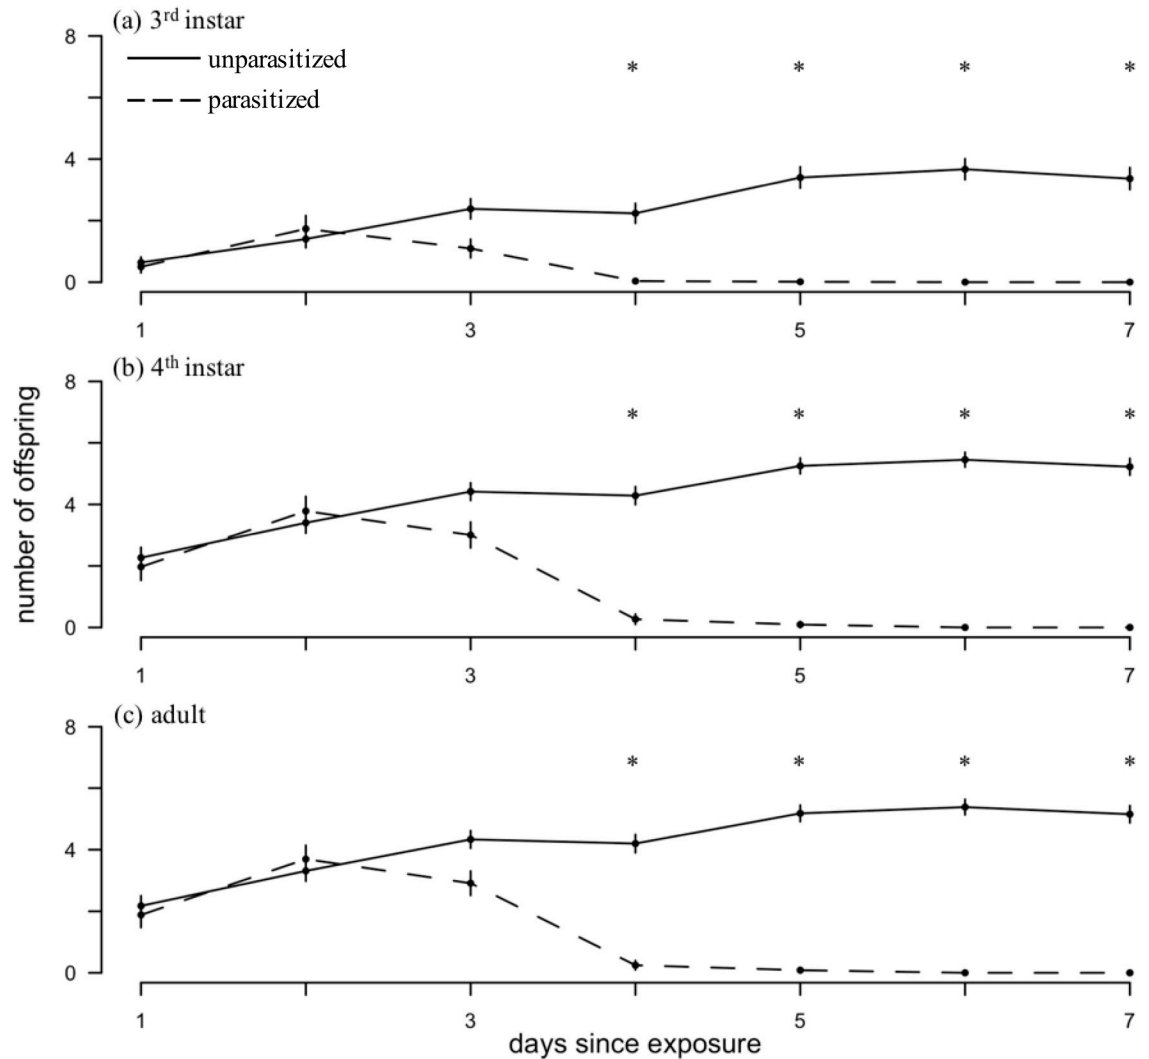 (a) 3rd instar
8
unparasitized
* * * *
parasitized
4
0
1 3 5 7
(b) 4th instar
8
* * * *
4
0
1 3 5 7
number of offspring
(c) adult
8
* * * *
4
0
1 3 5 7
days since exposure